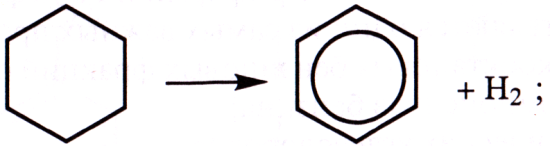 + H₂ ;